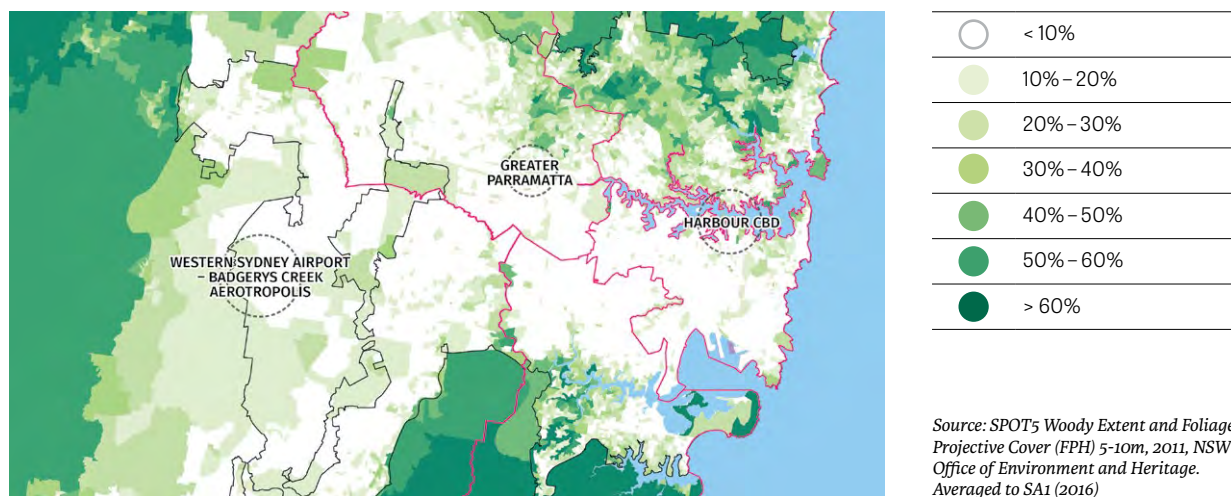 WESTERN SYDNEY AIRPORT
– BADGERYS CREEK
AEROTROPOLIS
GREATER
PARRAMATTA
HARBOUR CBD
< 10%
10% – 20%
20% – 30%
30% – 40%
40% – 50%
50% – 60%
> 60%
Source: SPOT5 Woody Extent and Foliage
Projective Cover (FPH) 5-10m, 2011, NSW
Office of Environment and Heritage.
Averaged to SA1 (2016)